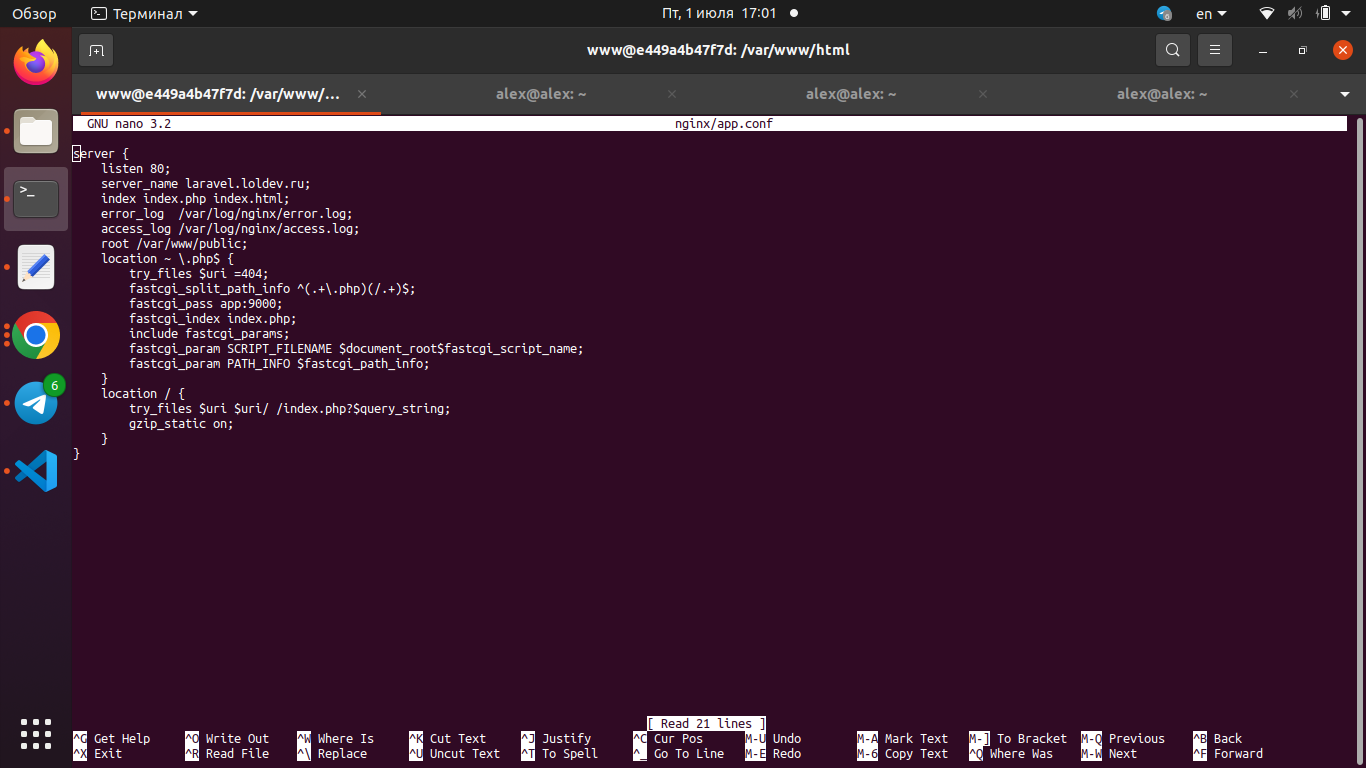 Обзор Терминал Пт, 1 июля 17:01 en
www@e449a4b47f7d: /var/www/html
www@e449a4b47f7d: /var/www/... alex@alex: ~ alex@alex: ~ alex@alex: ~
GNU nano 3.2 nginx/app.conf
server {
    listen 80;
    server_name laravel.loldev.ru;
    index index.php index.html;
    error_log  /var/log/nginx/error.log;
    access_log /var/log/nginx/access.log;
    root /var/www/public;
    location ~ \.php$ {
        try_files $uri =404;
        fastcgi_split_path_info ^(.+\.php)(/.+)$;
        fastcgi_pass app:9000;
        fastcgi_index index.php;
        include fastcgi_params;
        fastcgi_param SCRIPT_FILENAME $document_root$fastcgi_script_name;
        fastcgi_param PATH_INFO $fastcgi_path_info;
    }
    location / {
        try_files $uri $uri/ /index.php?$query_string;
        gzip_static on;
    }
}
6
[ Read 21 lines ]
^G Get Help ^O Write Out ^W Where Is ^K Cut Text ^J Justify ^C Cur Pos M-U Undo M-A Mark Text M-] To Bracket M-Q Previous ^B Back
^X Exit ^R Read File ^\ Replace ^U Uncut Text ^T To Spell ^_ Go To Line M-E Redo M-6 Copy Text ^Q Where Was M-W Next ^F Forward